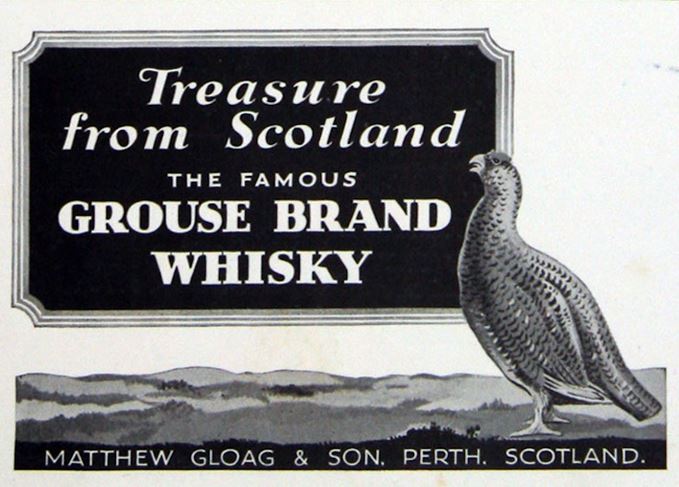 Treasure
from Scotland
THE FAMOUS
GROUSE BRAND
WHISKY
MATTHEW GLOAG & SON. PERTH. SCOTLAND.